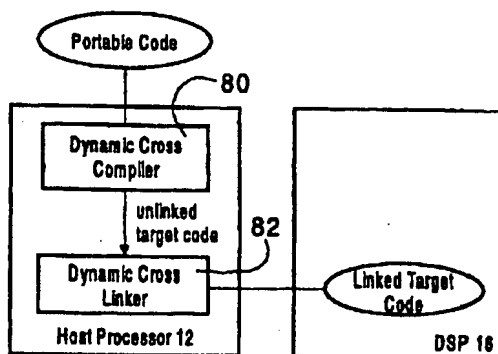 Portable Code
80
Dynamic Cross
Compiler
unlinked
target code
82
Dynamic Cross
Linker
Linked Target
Code
Host Processor 12
DSP 16